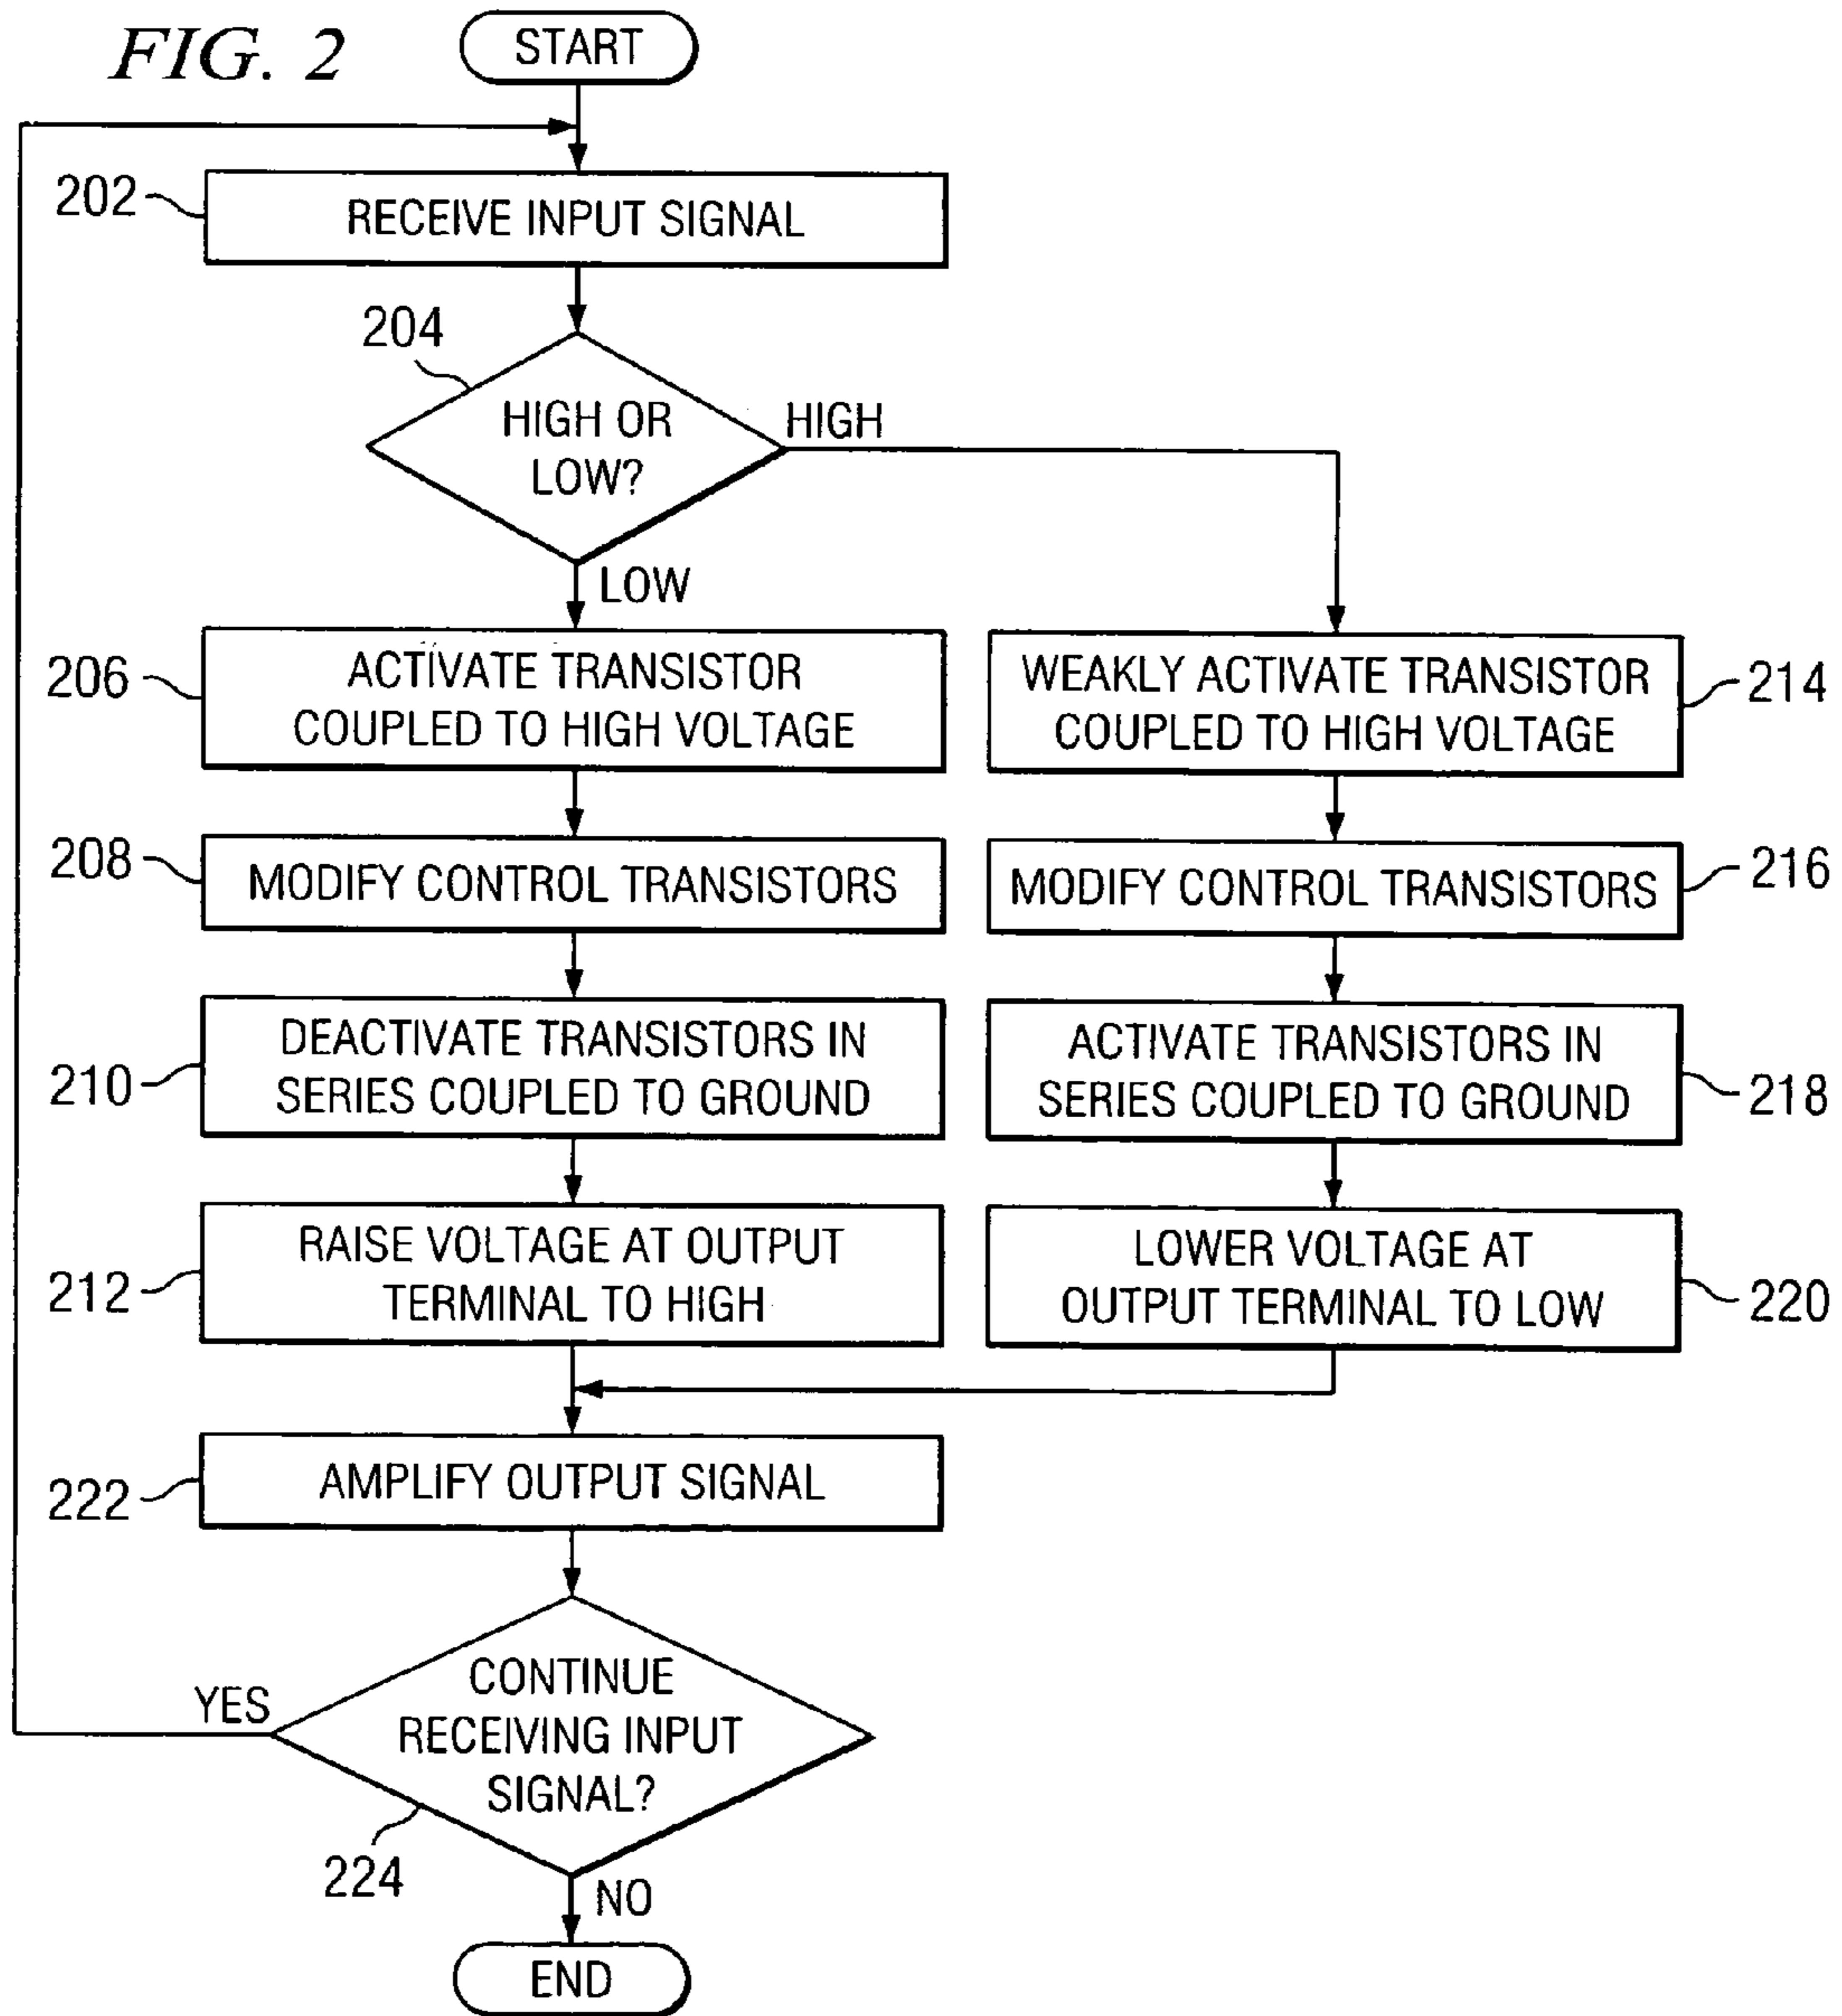 FIG. 2
START
202
RECEIVE INPUT SIGNAL
204
HIGH OR
LOW?
HIGH
LOW
206
ACTIVATE TRANSISTOR
COUPLED TO HIGH VOLTAGE
WEAKLY ACTIVATE TRANSISTOR
COUPLED TO HIGH VOLTAGE
214
208
MODIFY CONTROL TRANSISTORS
MODIFY CONTROL TRANSISTORS
216
210
DEACTIVATE TRANSISTORS IN
SERIES COUPLED TO GROUND
ACTIVATE TRANSISTORS IN
SERIES COUPLED TO GROUND
218
212
RAISE VOLTAGE AT OUTPUT
TERMINAL TO HIGH
LOWER VOLTAGE AT
OUTPUT TERMINAL TO LOW
220
222
AMPLIFY OUTPUT SIGNAL
YES
CONTINUE
RECEIVING INPUT
SIGNAL?
224
NO
END